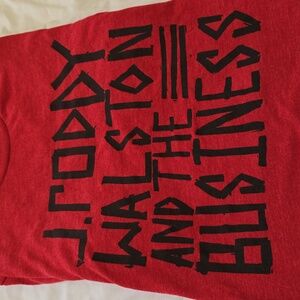 J. RODDY
WALSTON
AND THE
BUSINESS